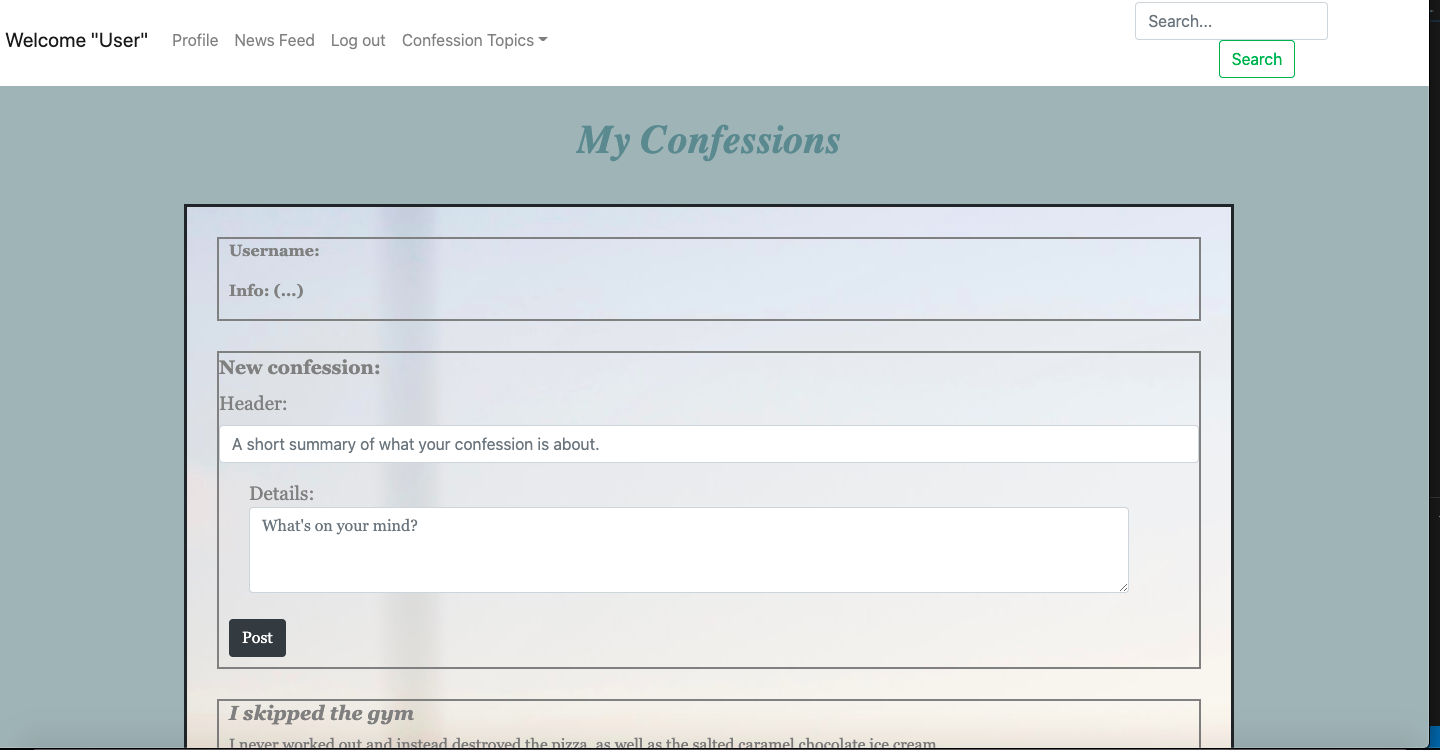 Welcome "User" Profile News Feed Log out Confession Topics
Search...
Search
My Confessions
Username:
Info: (...)
New confession:
Header:
A short summary of what your confession is about.
Details:
What's on your mind?
Post
I skipped the gym
I never worked out and instead destroyed the pizza, as well as the salted caramel chocolate ice cream